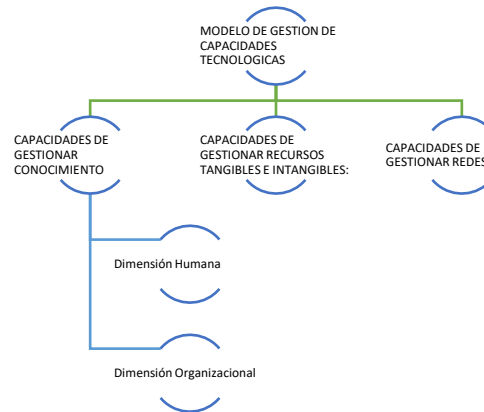 MODELO DE GESTION DE
CAPACIDADES
TECNOLOGICAS
CAPACIDADES DE
GESTIONAR
CONOCIMIENTO
CAPACIDADES DE
GESTIONAR RECURSOS
TANGIBLES E INTANGIBLES:
CAPACIDADES DE
GESTIONAR REDES
Dimensión Humana
Dimensión Organizacional